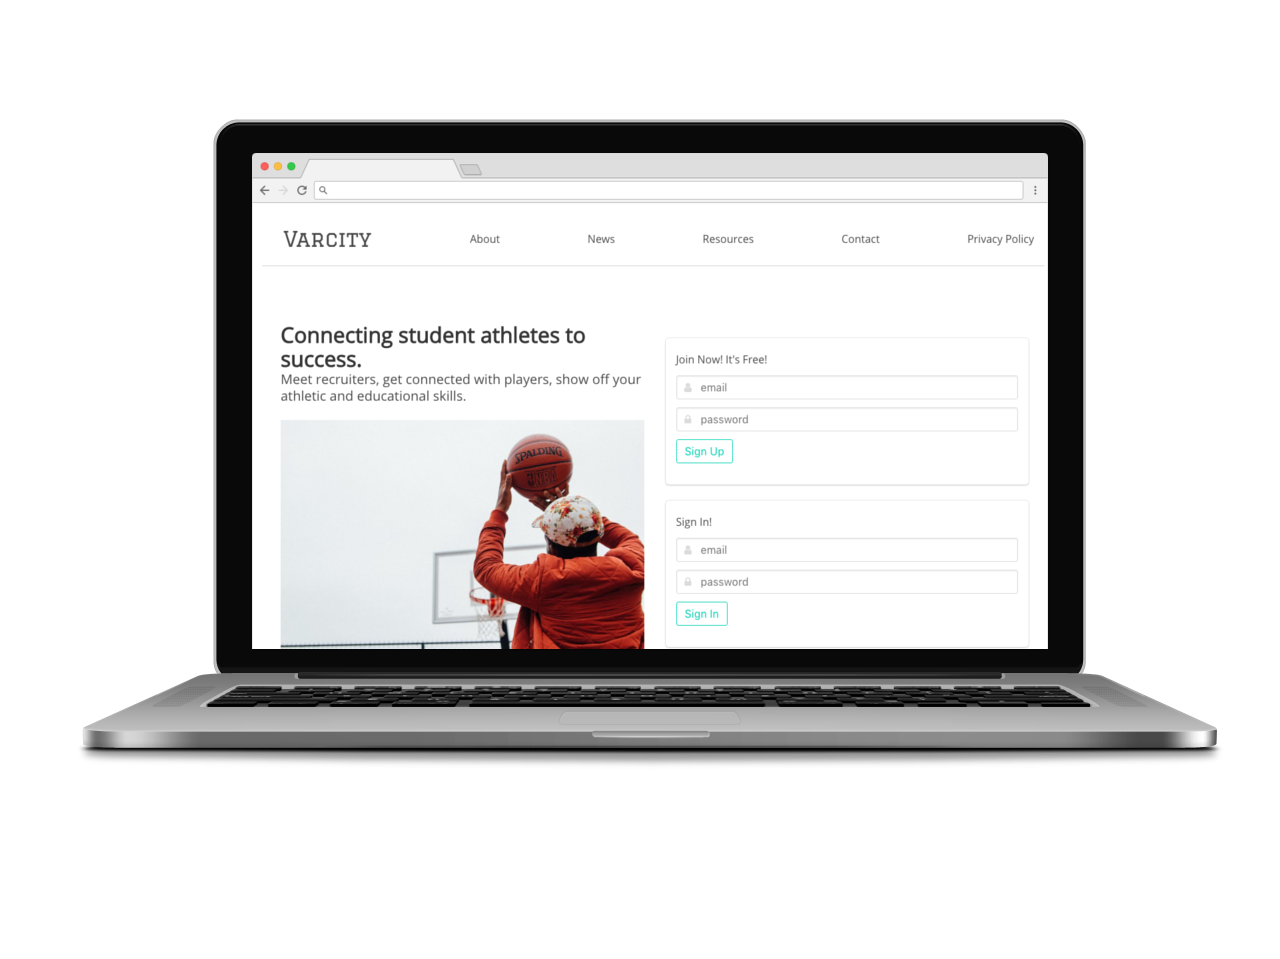 VARCITY
About
News
Resources
Contact
Privacy Policy
Connecting student athletes to
success.
Meet recruiters, get connected with players, show off your
athletic and educational skills.
SPALDING
Join Now! It's Free!
email
password
Sign Up
Sign In!
email
password
Sign In